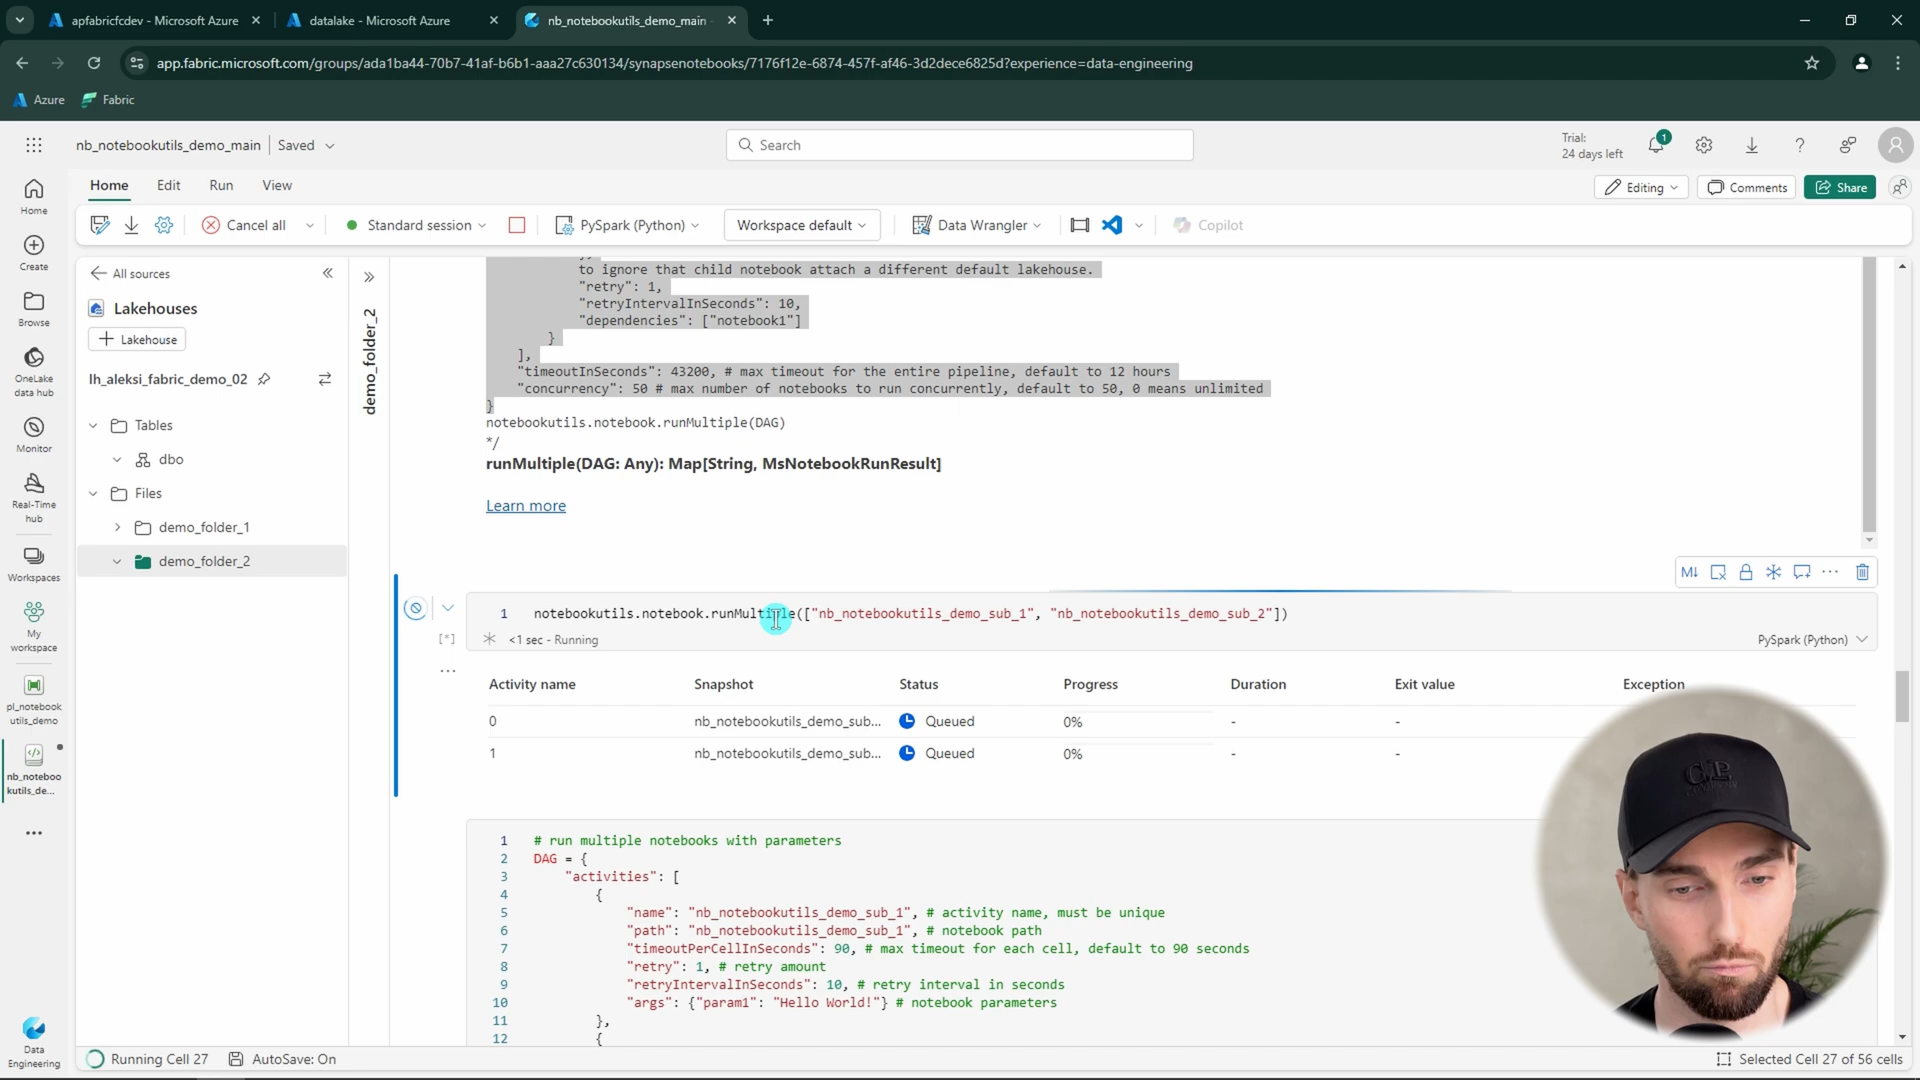 apfabricfcdev - Microsoft Azure
datalake - Microsoft Azure
nb_notebookutils_demo_main -
app.fabric.microsoft.com/groups/ada1ba44-70b7-41af-b6b1-aaa27c630134/synapsenotebooks/7176f12e-6874-457f-af46-3d2dece6825d?experience=data-engineering
Azure
Fabric
nb_notebookutils_demo_main
Saved
Search
Trial:
24 days left
1
Home
Edit
Run
View
Editing
Comments
Share
Cancel all
Standard session
PySpark (Python)
Workspace default
Data Wrangler
Copilot
Home
Create
Browse
OneLake
data hub
Monitor
Real-Time
hub
Workspaces
My
workspace
pl_notebook
utils_demo
nb_noteboo
kutils_de...
Data
Engineering
All sources
Lakehouses
Lakehouse
lh_aleksi_fabric_demo_02
Tables
dbo
Files
demo_folder_1
demo_folder_2
demo_folder_2
to ignore that child notebook attach a different default lakehouse.
"retry": 1,
"retryIntervalInSeconds": 10,
"dependencies": ["notebook1"]
}
],
"timeoutInSeconds": 43200, # max timeout for the entire pipeline, default to 12 hours
"concurrency": 50 # max number of notebooks to run concurrently, default to 50, 0 means unlimited
}
notebookutils.notebook.runMultiple(DAG)
*/
runMultiple(DAG: Any): Map[String, MsNotebookRunResult]
Learn more
M↓
1 notebookutils.notebook.runMultiple(["nb_notebookutils_demo_sub_1", "nb_notebookutils_demo_sub_2"])
[*]
<1 sec - Running
PySpark (Python)
Activity name Snapshot Status Progress Duration Exit value Exception
0 nb_notebookutils_demo_sub... Queued 0% - -
1 nb_notebookutils_demo_sub... Queued 0% - -
1 # run multiple notebooks with parameters
2 DAG = {
3 "activities": [
4 {
5 "name": "nb_notebookutils_demo_sub_1", # activity name, must be unique
6 "path": "nb_notebookutils_demo_sub_1", # notebook path
7 "timeoutPerCellInSeconds": 90, # max timeout for each cell, default to 90 seconds
8 "retry": 1, # retry amount
9 "retryIntervalInSeconds": 10, # retry interval in seconds
10 "args": {"param1": "Hello World!"} # notebook parameters
11 },
12 {
Running Cell 27
AutoSave: On
Selected Cell 27 of 56 cells